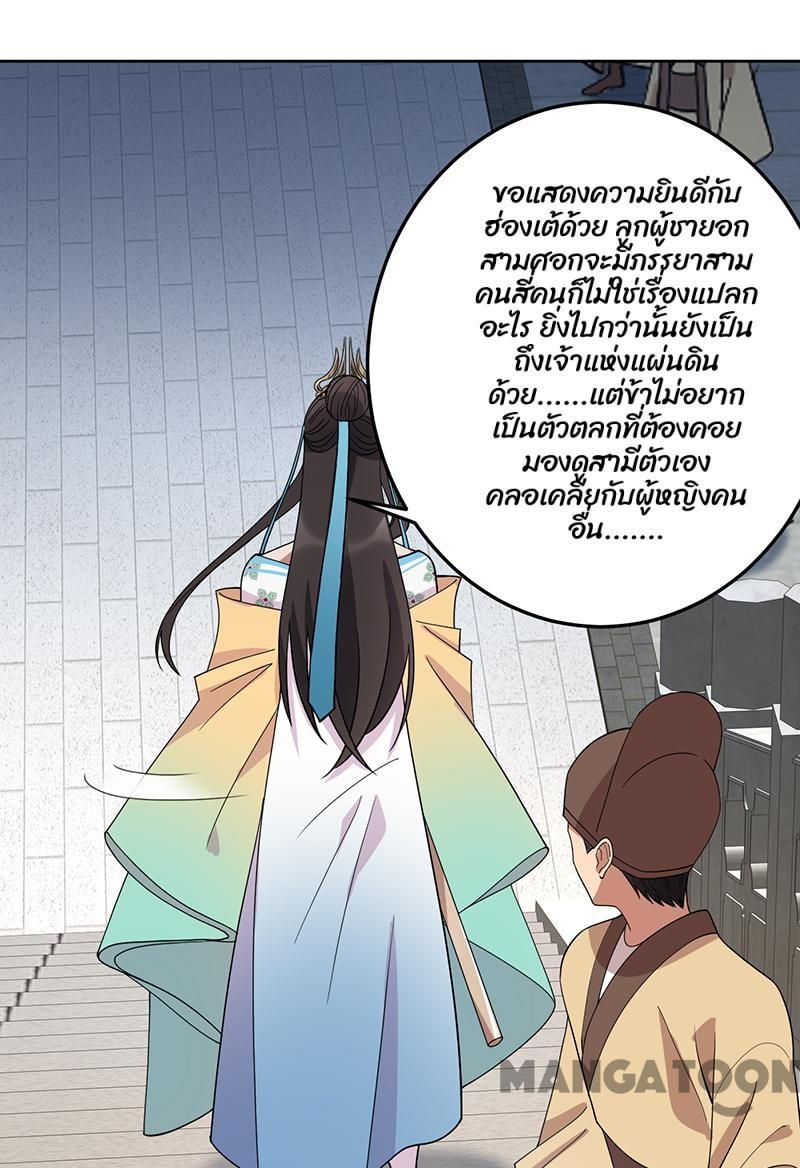 ขอแสดงความยินดีกับ
ฮ่องเต้ด้วย ลูกผู้ชายอก
สามศอกจะมีภรรยาสาม
คนสี่คนก็ไม่ใช่เรื่องแปลก
อะไร ยิ่งไปกว่านั้นยังเป็น
ถึงเจ้าแห่งแผ่นดิน
ด้วย......แต่ข้าไม่อยาก
เป็นตัวตลกที่ต้องคอย
มองดูสามีตัวเอง
คลอเคลียกับผู้หญิงคน
อื่น.......
MANGATOON